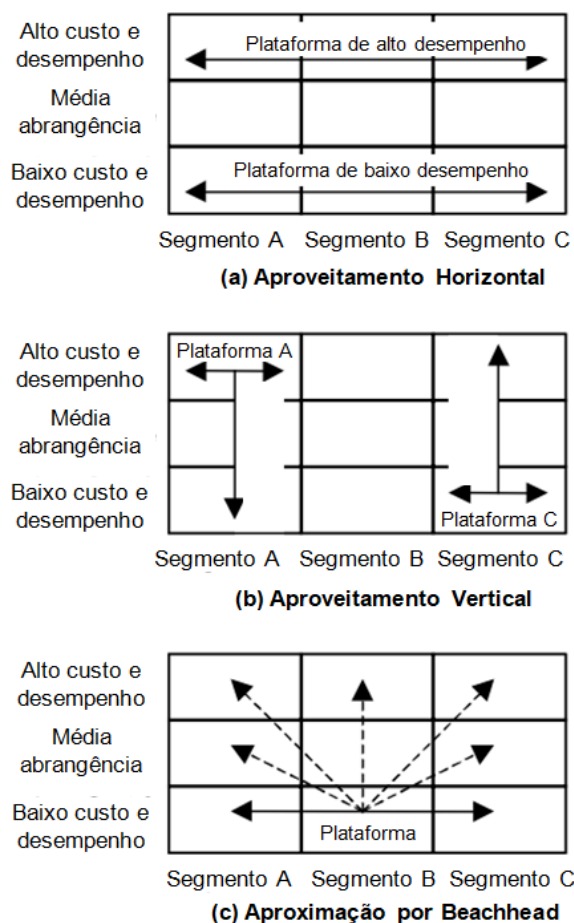 Alto custo e
desempenho
Plataforma de alto desempenho
Média
abrangência
Baixo custo e
desempenho
Plataforma de baixo desempenho
Segmento A Segmento B Segmento C
(a) Aproveitamento Horizontal
Alto custo e
desempenho
Plataforma A
Média
abrangência
Baixo custo e
desempenho
Plataforma C
Segmento A Segmento B Segmento C
(b) Aproveitamento Vertical
Alto custo e
desempenho
Média
abrangência
Baixo custo e
desempenho
Plataforma
Segmento A Segmento B Segmento C
(c) Aproximação por Beachhead